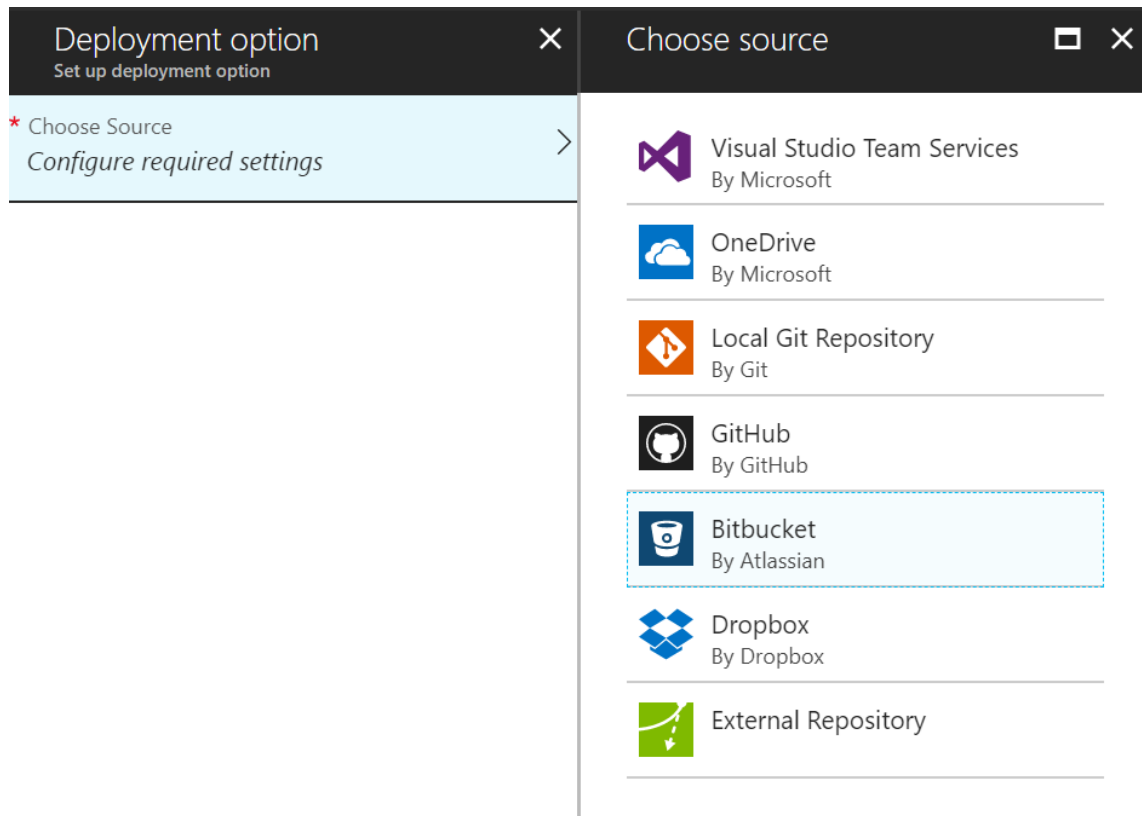 Deployment option
Set up deployment option
* Choose Source
Configure required settings
Choose source
Visual Studio Team Services
By Microsoft
OneDrive
By Microsoft
Local Git Repository
By Git
GitHub
By GitHub
Bitbucket
By Atlassian
Dropbox
By Dropbox
External Repository